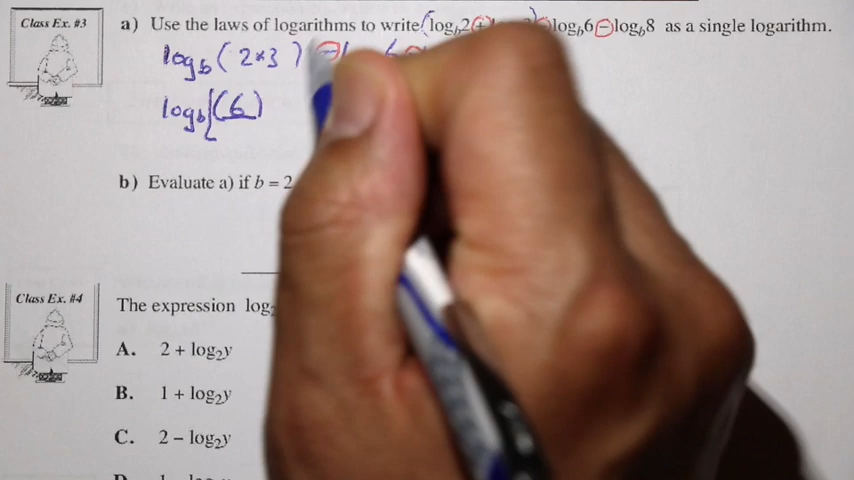 Class Ex. #3
a) Use the laws of logarithms to write (log_b2 + ) log_b6 − log_b8 as a single logarithm.
log_b (2×3) −
log_b[(6)
b) Evaluate a) if b = 2
Class Ex. #4
The expression log
A. 2 + log₂y
B. 1 + log₂y
C. 2 − log₂y